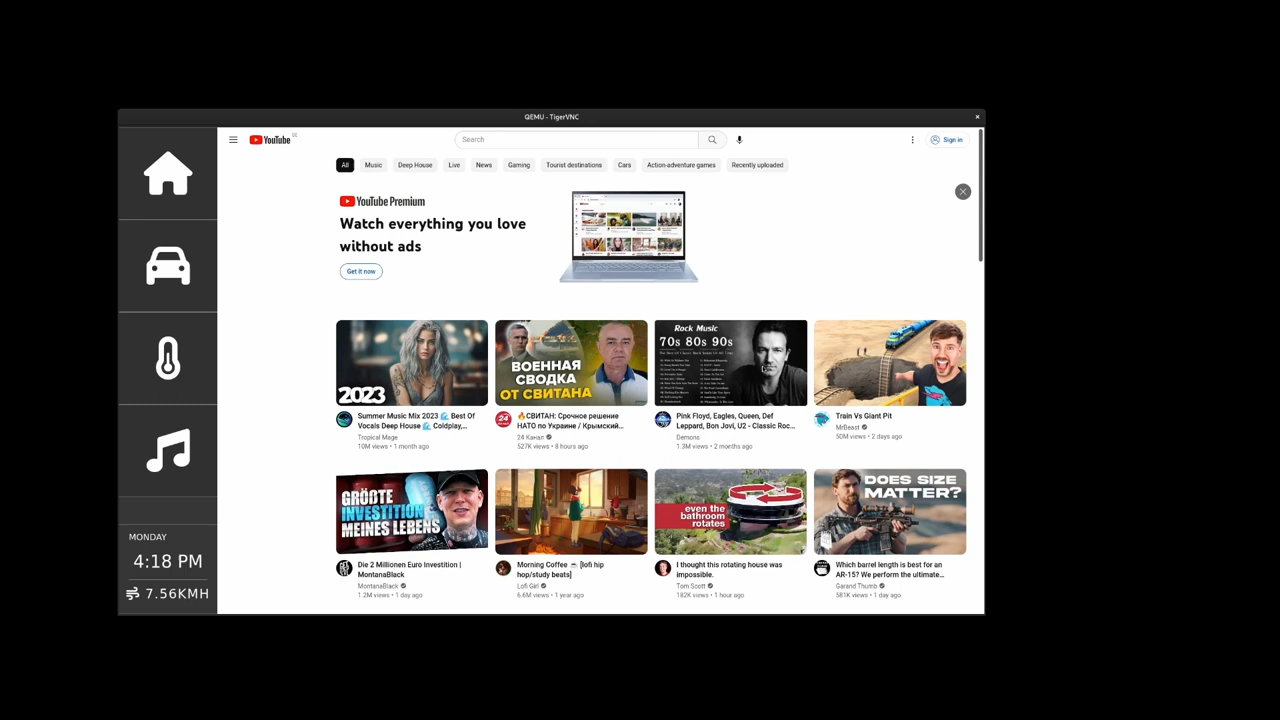 QEMU - TigerVNC
YouTube
Search
Sign in
All Music Deep House Live News Gaming Tourist destinations Cars Action-adventure games Recently uploaded
YouTube Premium
Watch everything you love
without ads
Get it now
2023
ВОЕННАЯ
СВОДКА
ОТ СВИТАНА
Rock Music
70s 80s 90s
Summer Music Mix 2023 🌊 Best Of
Vocals Deep House 🌊 Coldplay,...
Tropical Mage
10M views • 1 month ago
24
🔥СВИТАН: Срочное решение
НАТО по Украине / Крымский...
24 Канал
527K views • 8 hours ago
Pink Floyd, Eagles, Queen, Def
Leppard, Bon Jovi, U2 - Classic Roc...
Demons
1.3M views • 2 months ago
Train Vs Giant Pit
MrBeast
50M views • 2 days ago
GRÖßTE
INVESTITION
MEINES LEBENS
even the
bathroom
rotates
DOES SIZE
MATTER?
Die 2 Millionen Euro Investition |
MontanaBlack
MontanaBlack
1.2M views • 1 day ago
Morning Coffee ☕ [lofi hip
hop/study beats]
Lofi Girl
6.6M views • 1 year ago
I thought this rotating house was
impossible.
Tom Scott
182K views • 1 hour ago
Which barrel length is best for an
AR-15? We perform the ultimate...
Garand Thumb
581K views • 1 day ago
MONDAY
4:18 PM
7.56KMH